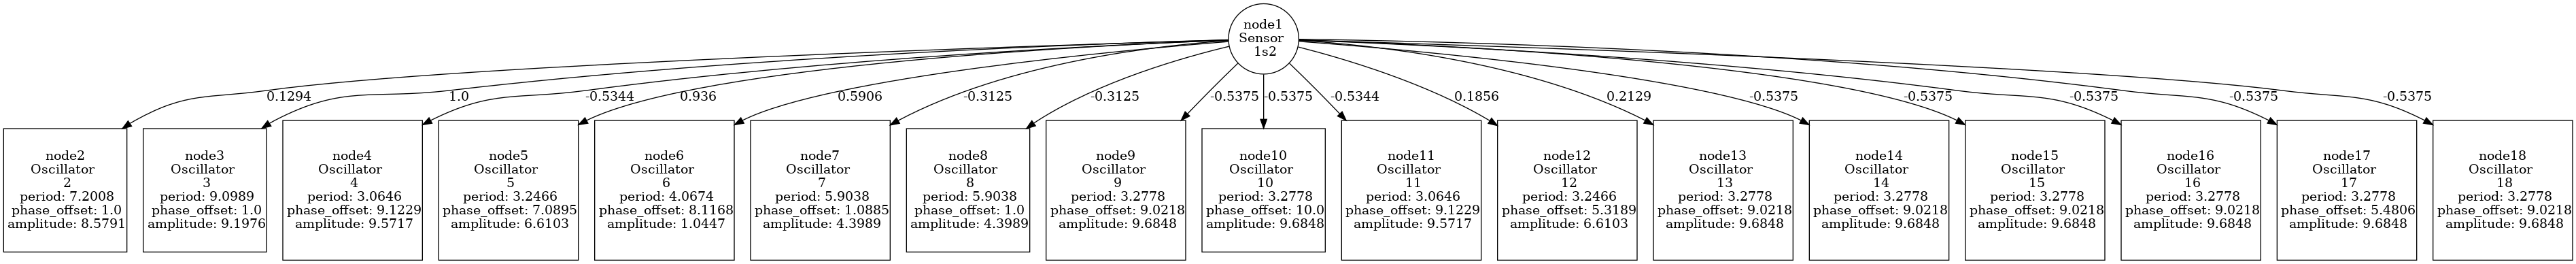 node1
Sensor
1s2
0.1294
1.0
-0.5344
0.936
0.5906
-0.3125
-0.3125
-0.5375
-0.5375
-0.5344
0.1856
0.2129
-0.5375
-0.5375
-0.5375
-0.5375
-0.5375
node2
Oscillator
2
period: 7.2008
phase_offset: 1.0
amplitude: 8.5791
node3
Oscillator
3
period: 9.0989
phase_offset: 1.0
amplitude: 9.1976
node4
Oscillator
4
period: 3.0646
phase_offset: 9.1229
amplitude: 9.5717
node5
Oscillator
5
period: 3.2466
phase_offset: 7.0895
amplitude: 6.6103
node6
Oscillator
6
period: 4.0674
phase_offset: 8.1168
amplitude: 1.0447
node7
Oscillator
7
period: 5.9038
phase_offset: 1.0885
amplitude: 4.3989
node8
Oscillator
8
period: 5.9038
phase_offset: 1.0
amplitude: 4.3989
node9
Oscillator
9
period: 3.2778
phase_offset: 9.0218
amplitude: 9.6848
node10
Oscillator
10
period: 3.2778
phase_offset: 10.0
amplitude: 9.6848
node11
Oscillator
11
period: 3.0646
phase_offset: 9.1229
amplitude: 9.5717
node12
Oscillator
12
period: 3.2466
phase_offset: 5.3189
amplitude: 6.6103
node13
Oscillator
13
period: 3.2778
phase_offset: 9.0218
amplitude: 9.6848
node14
Oscillator
14
period: 3.2778
phase_offset: 9.0218
amplitude: 9.6848
node15
Oscillator
15
period: 3.2778
phase_offset: 9.0218
amplitude: 9.6848
node16
Oscillator
16
period: 3.2778
phase_offset: 9.0218
amplitude: 9.6848
node17
Oscillator
17
period: 3.2778
phase_offset: 5.4806
amplitude: 9.6848
node18
Oscillator
18
period: 3.2778
phase_offset: 9.0218
amplitude: 9.6848